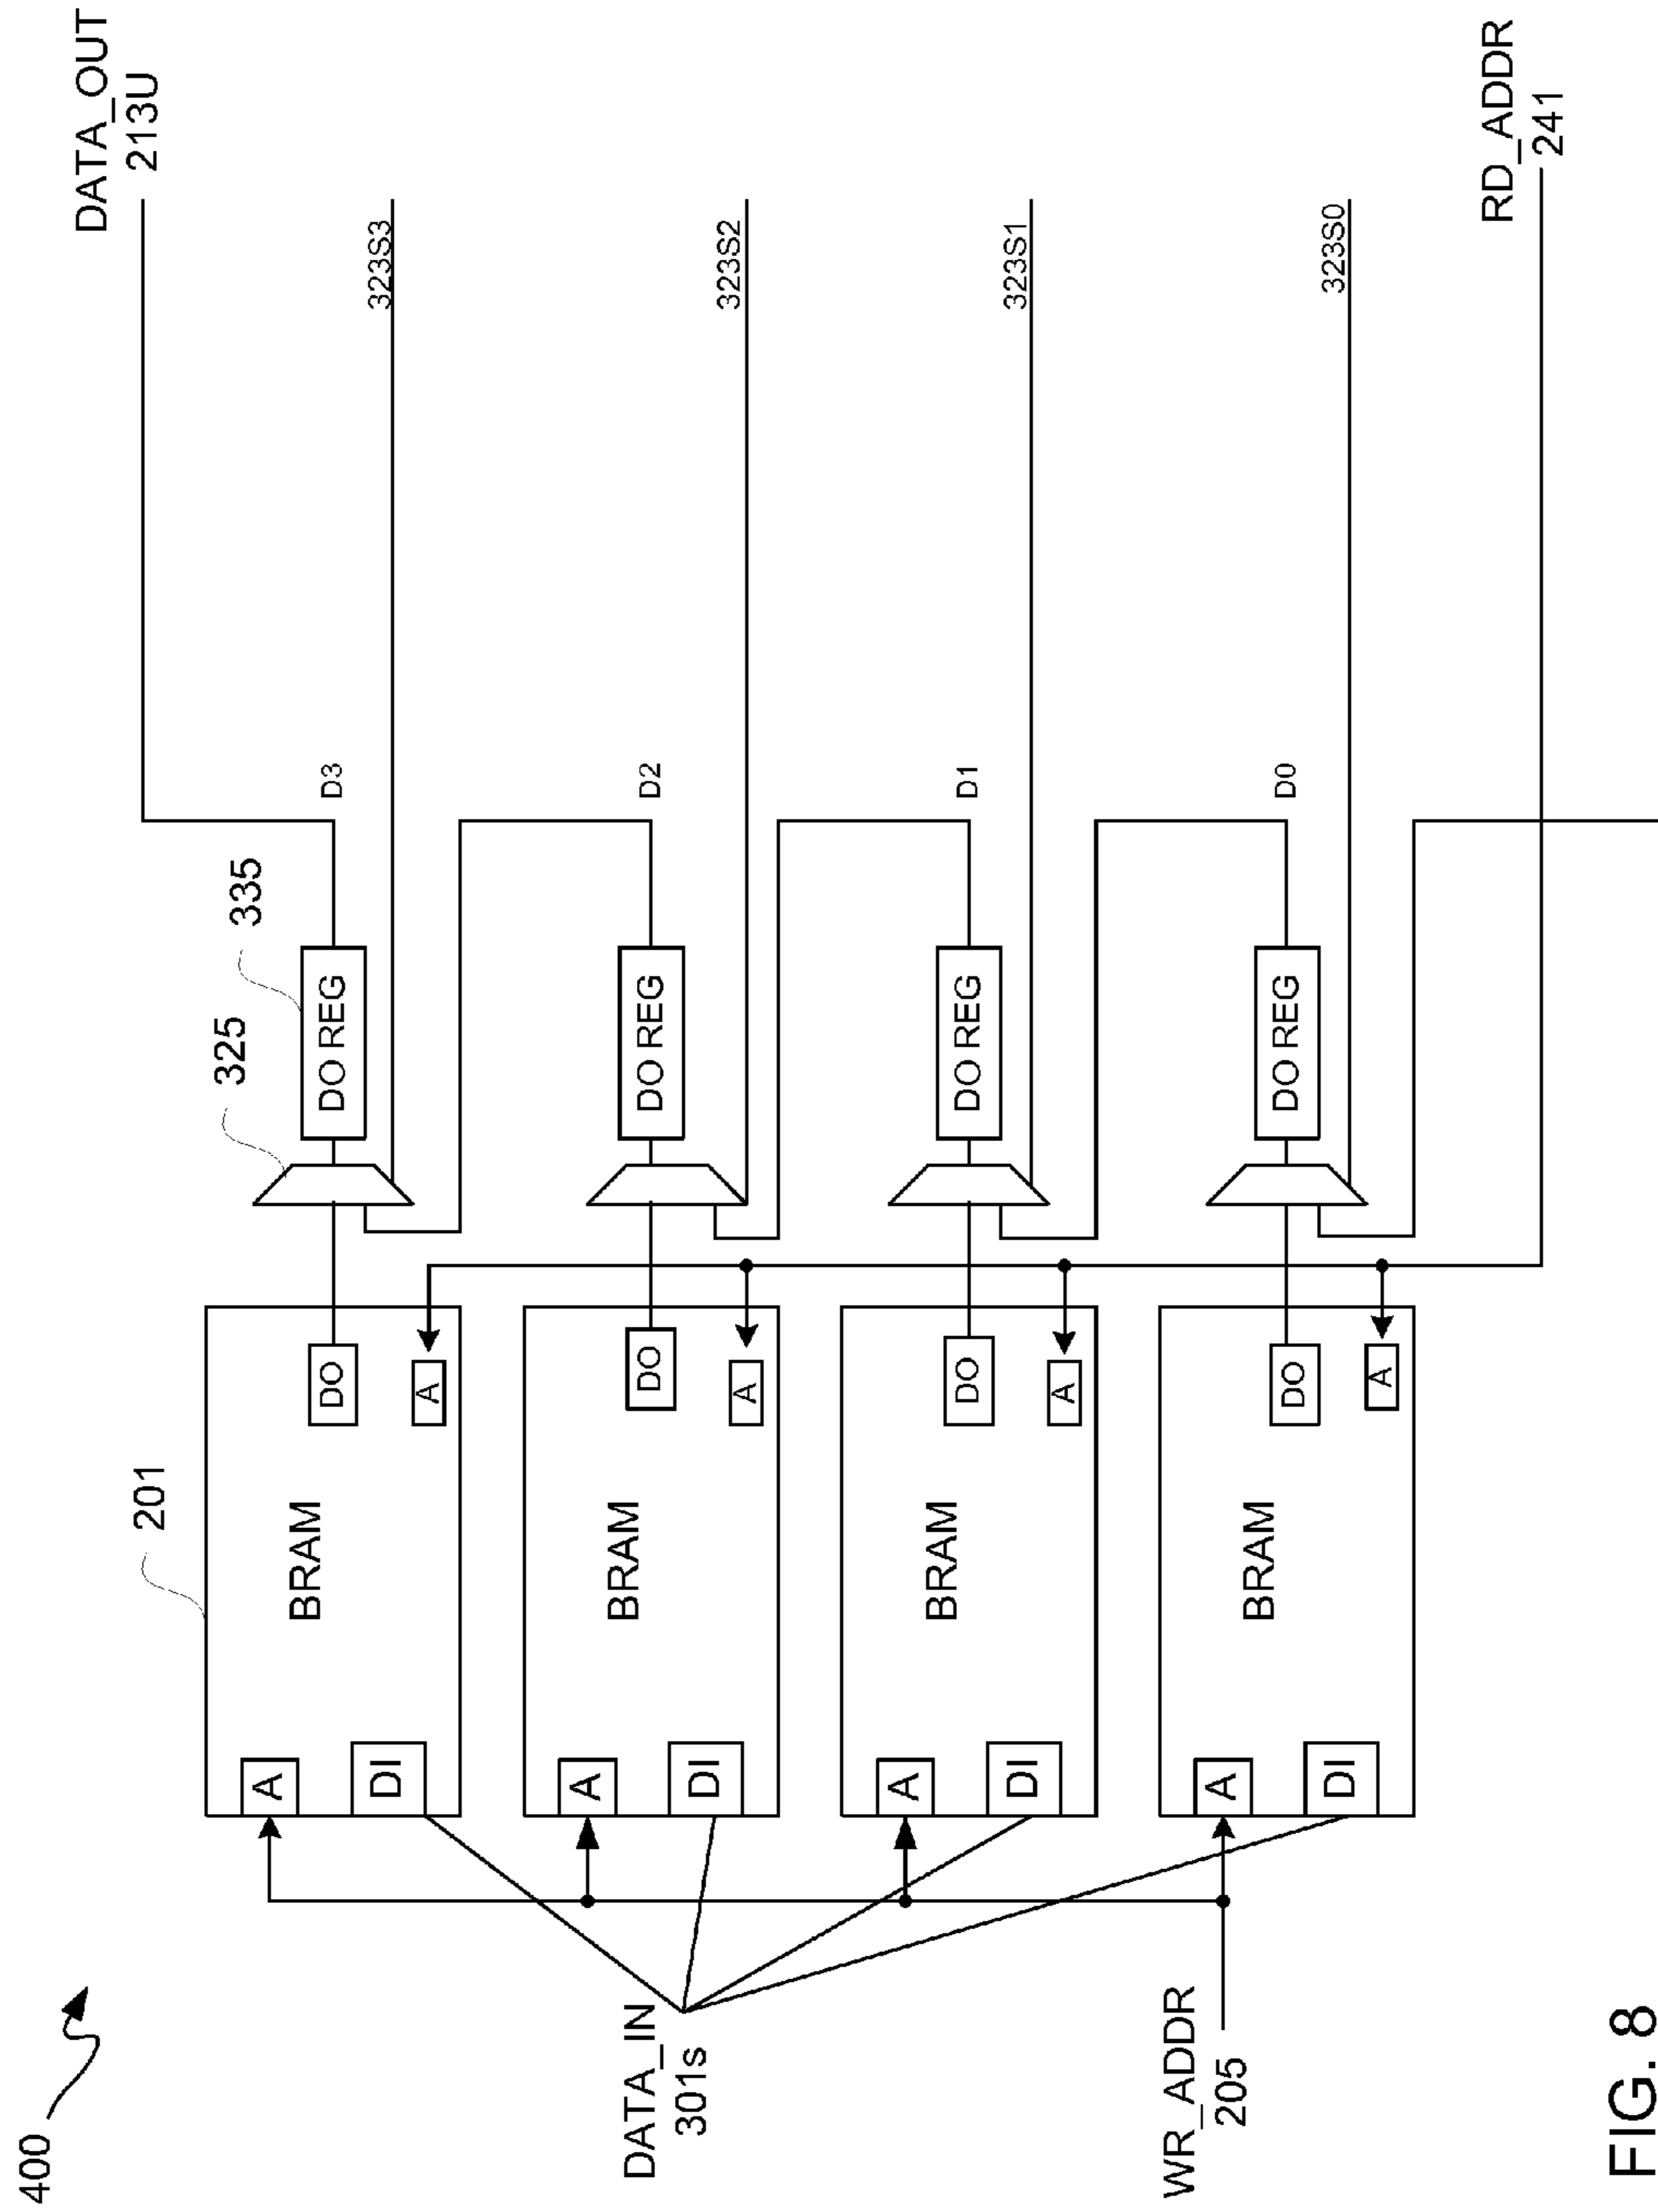 400
DATA_OUT
213U
201
325
335
A
DI
BRAM
DO
A
DO REG
D3
323S3
A
DI
BRAM
DO
A
DO REG
D2
323S2
DATA_IN
301s
A
DI
BRAM
DO
A
DO REG
D1
323S1
A
DI
BRAM
DO
A
DO REG
D0
323S0
WR_ADDR
205
RD_ADDR
241
FIG. 8